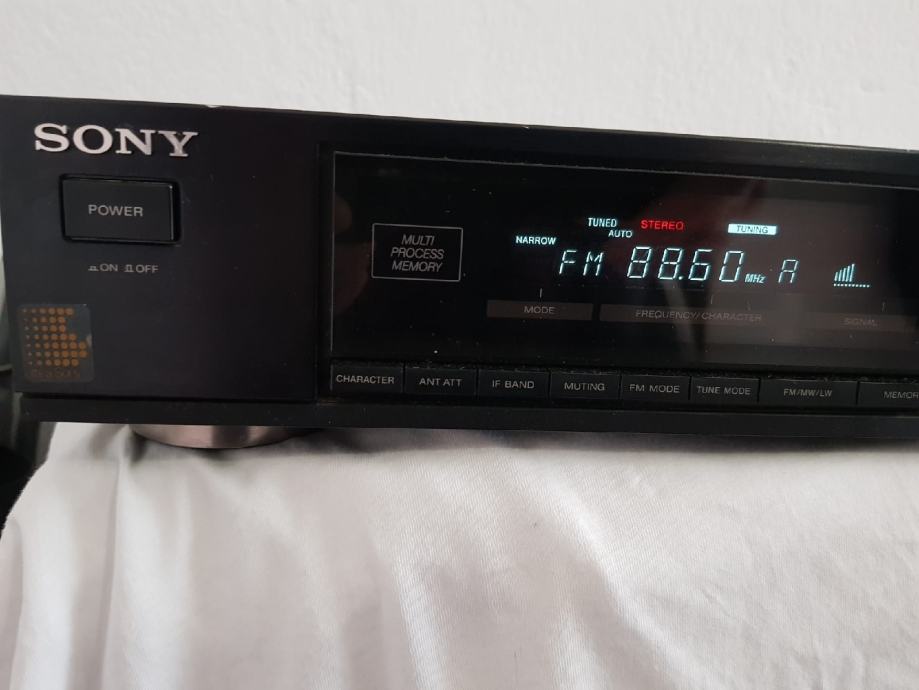 SONY
POWER
ON OFF
MULTI
PROCESS
MEMORY
TUNED STEREO TUNING
NARROW AUTO
FM 88.60 MHz A
MODE FREQUENCY/CHARACTER SIGNAL
CHARACTER ANT ATT IF BAND MUTING FM MODE TUNE MODE FM/MW/LW MEMOR